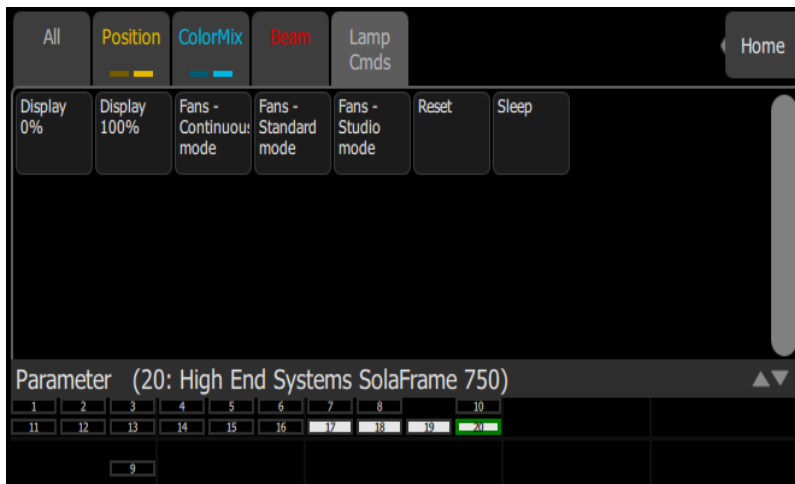 All Position ColorMix Beam Lamp Cmds Home
Display 0%
Display 100%
Fans - Continuous mode
Fans - Standard mode
Fans - Studio mode
Reset
Sleep
Parameter (20: High End Systems SolaFrame 750)
1 2 3 4 5 6 7 8 10
11 12 13 14 15 16 17 18 19 20
9